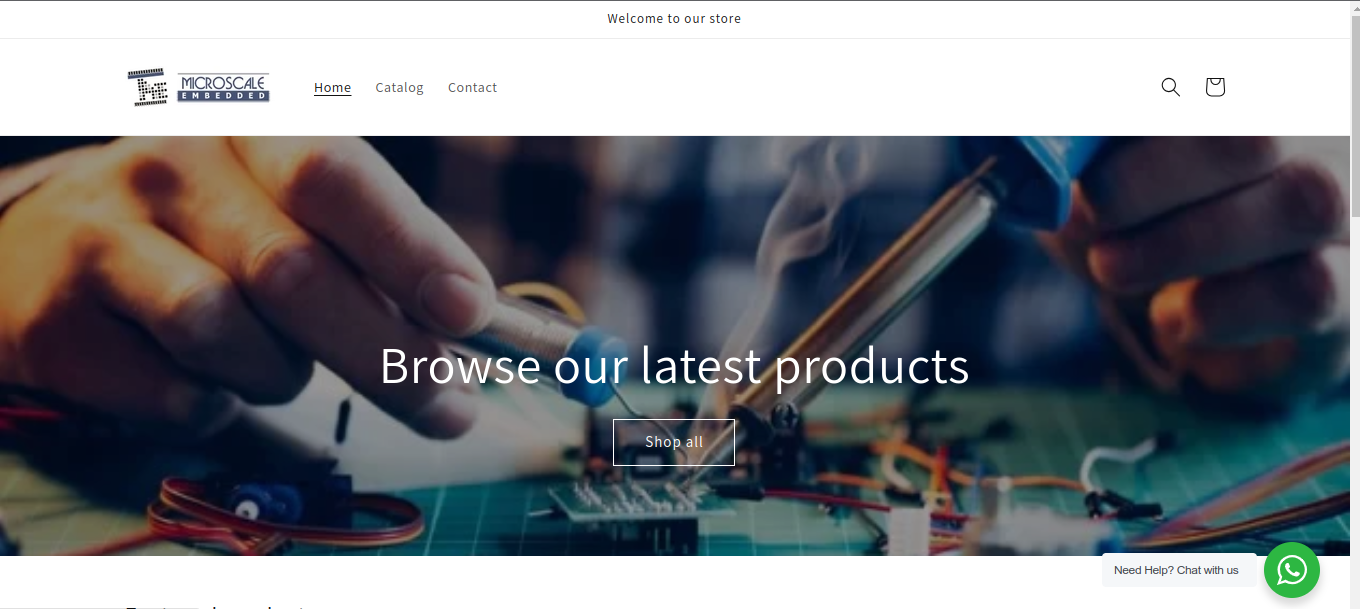 Welcome to our store
THE
MICROSCALE
EMBEDDED
Home
Catalog
Contact
Browse our latest products
Shop all
Need Help? Chat with us